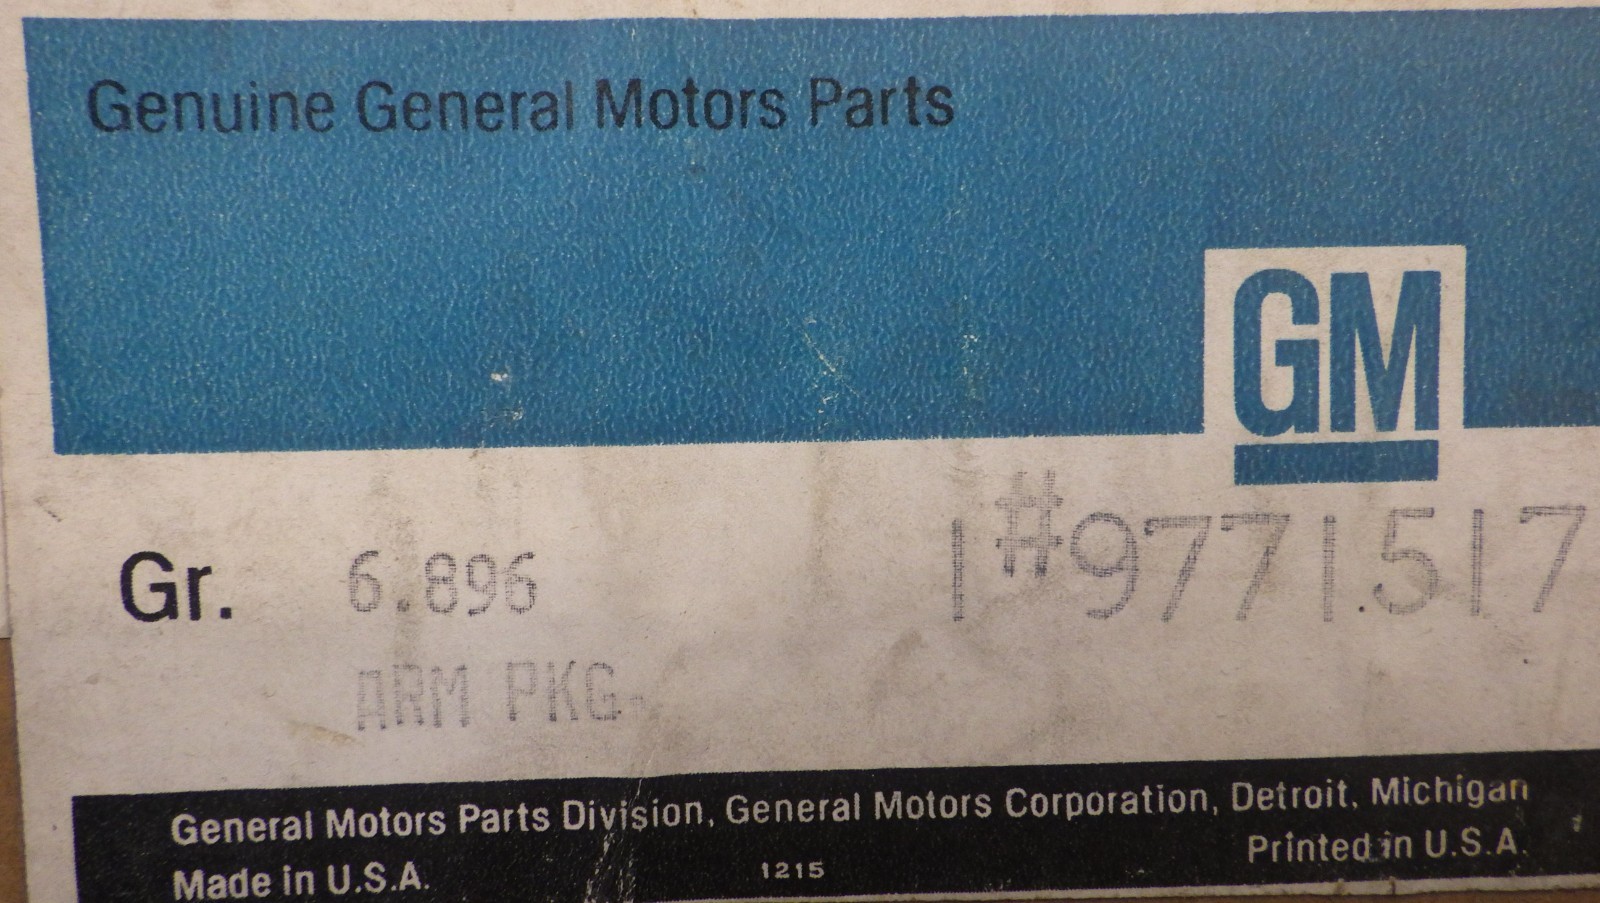 Genuine General Motors Parts
GM
Gr. 6.896 1#9771517
ARM PKG.
General Motors Parts Division, General Motors Corporation, Detroit, Michigan
Made in U.S.A. 1215 Printed in U.S.A.